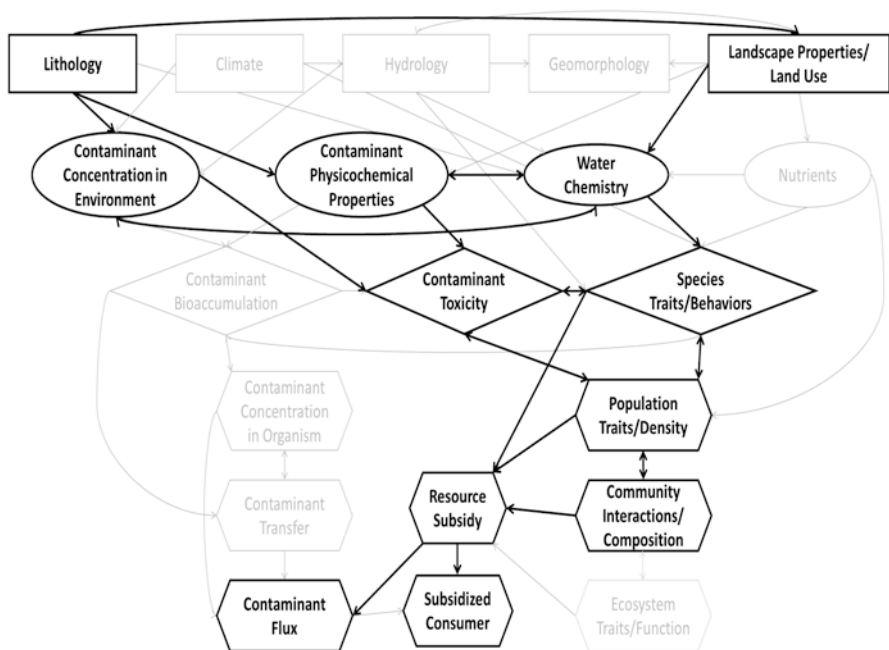 Lithology
Climate
Hydrology
Geomorphology
Landscape Properties/
Land Use
Contaminant
Concentration in
Environment
Contaminant
Physicochemical
Properties
Water
Chemistry
Nutrients
Contaminant
Bioaccumulation
Contaminant
Toxicity
Species
Traits/Behaviors
Contaminant
Concentration
in Organism
Population
Traits/Density
Contaminant
Transfer
Resource
Subsidy
Community
Interactions/
Composition
Contaminant
Flux
Subsidized
Consumer
Ecosystem
Traits/Function